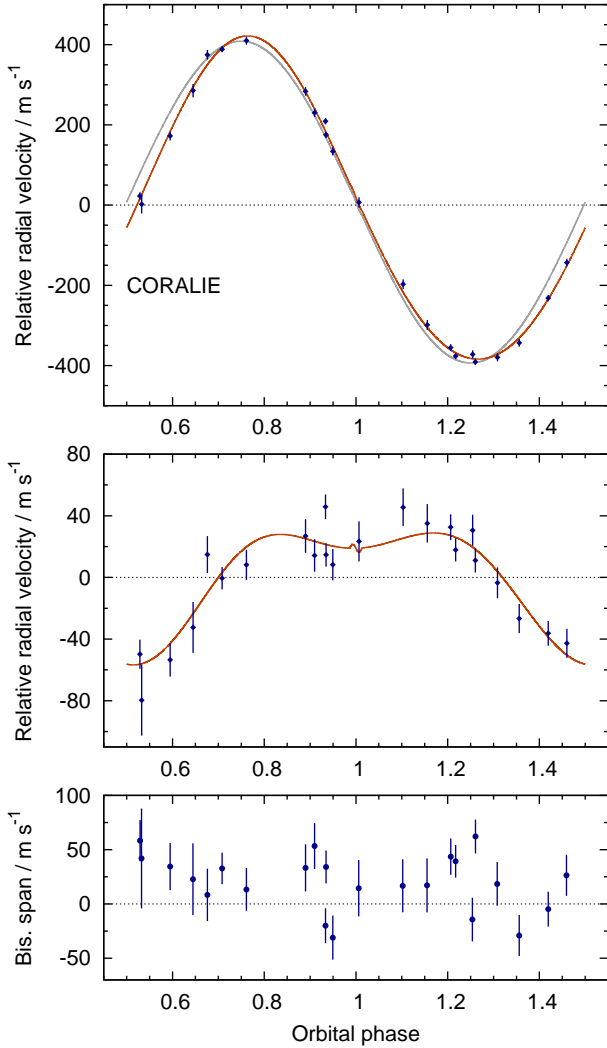 Relative radial velocity / m s-1
400
200
0
-200
-400
CORALIE
0.6 0.8 1 1.2 1.4
Relative radial velocity / m s-1
80
40
0
-40
-80
0.6 0.8 1 1.2 1.4
Bis. span / m s-1
100
50
0
-50
0.6 0.8 1 1.2 1.4
Orbital phase